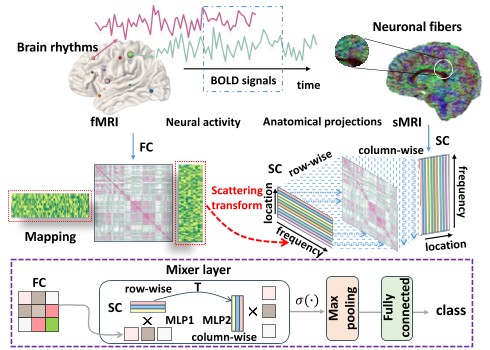 Brain rhythms
BOLD signals
time
Neuronal fibers
fMRI
Neural activity
Anatomical projections
sMRI
FC
SC
column-wise
row-wise
SC
Scattering
transform
location
frequency
frequency
location
Mapping
Mixer layer
FC
row-wise
T
SC
MLP1
MLP2
column-wise
σ(·)
Max
pooling
Fully
connected
class